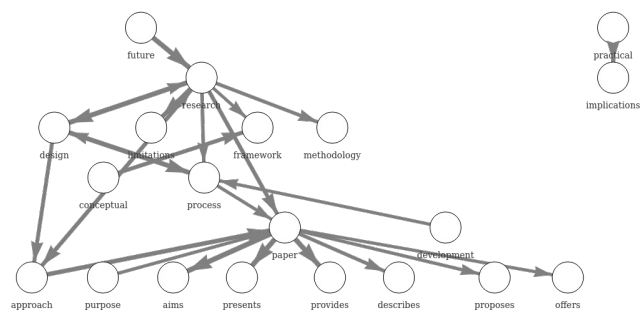 future
practical
research
implications
design
limitations
framework
methodology
conceptual
process
paper
development
approach
purpose
aims
presents
provides
describes
proposes
offers